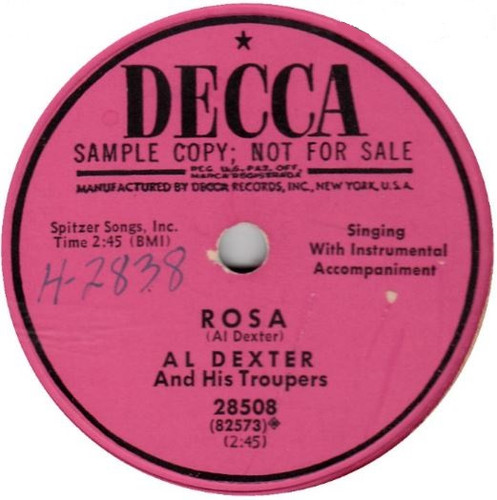 ★
DECCA
SAMPLE COPY; NOT FOR SALE
REG. U.S. PAT. OFF.
MARCA REGISTRADA
MANUFACTURED BY DECCA RECORDS, INC., NEW YORK, U.S.A.
Spitzer Songs, Inc.
Time 2:45 (BMI)
H-2838
Singing
With Instrumental
Accompaniment
ROSA
(Al Dexter)
AL DEXTER
And His Troupers
28508
(82573)
(2:45)